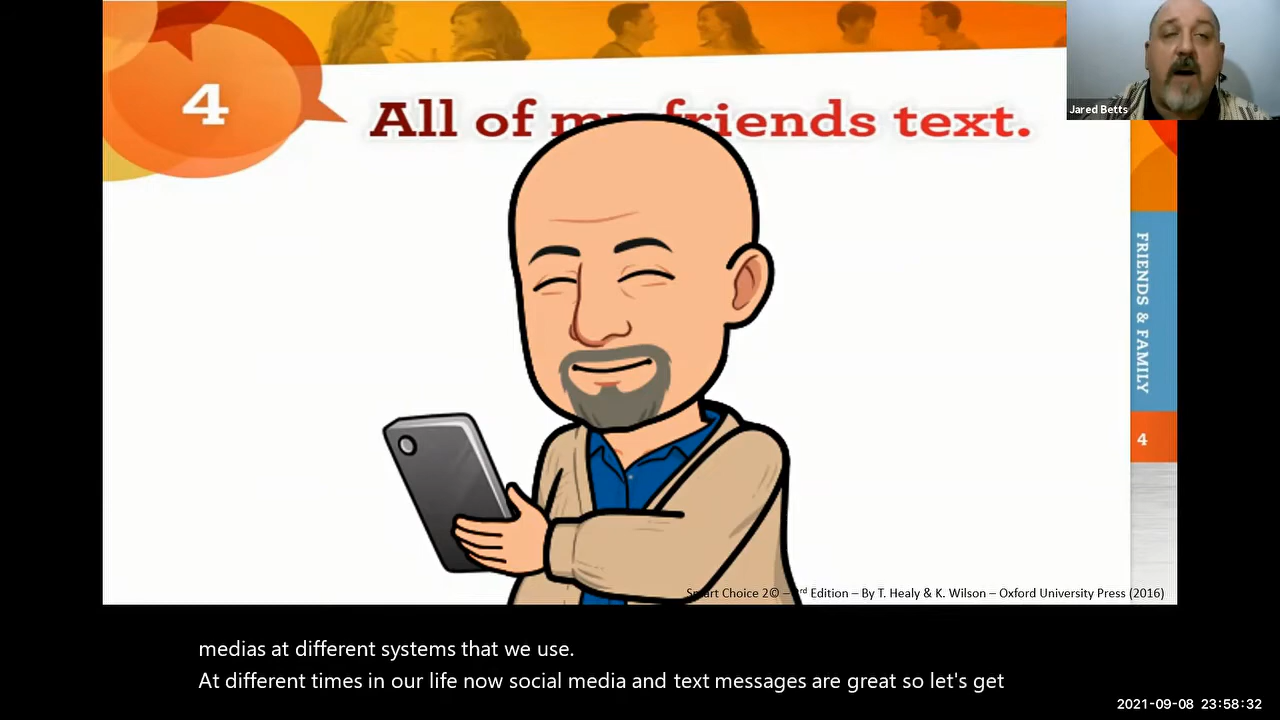 4
All of my friends text.
Jared Betts
FRIENDS & FAMILY
4
Smart Choice 2© – 3rd Edition – By T. Healy & K. Wilson – Oxford University Press (2016)
medias at different systems that we use.
At different times in our life now social media and text messages are great so let's get
2021-09-08 23:58:32